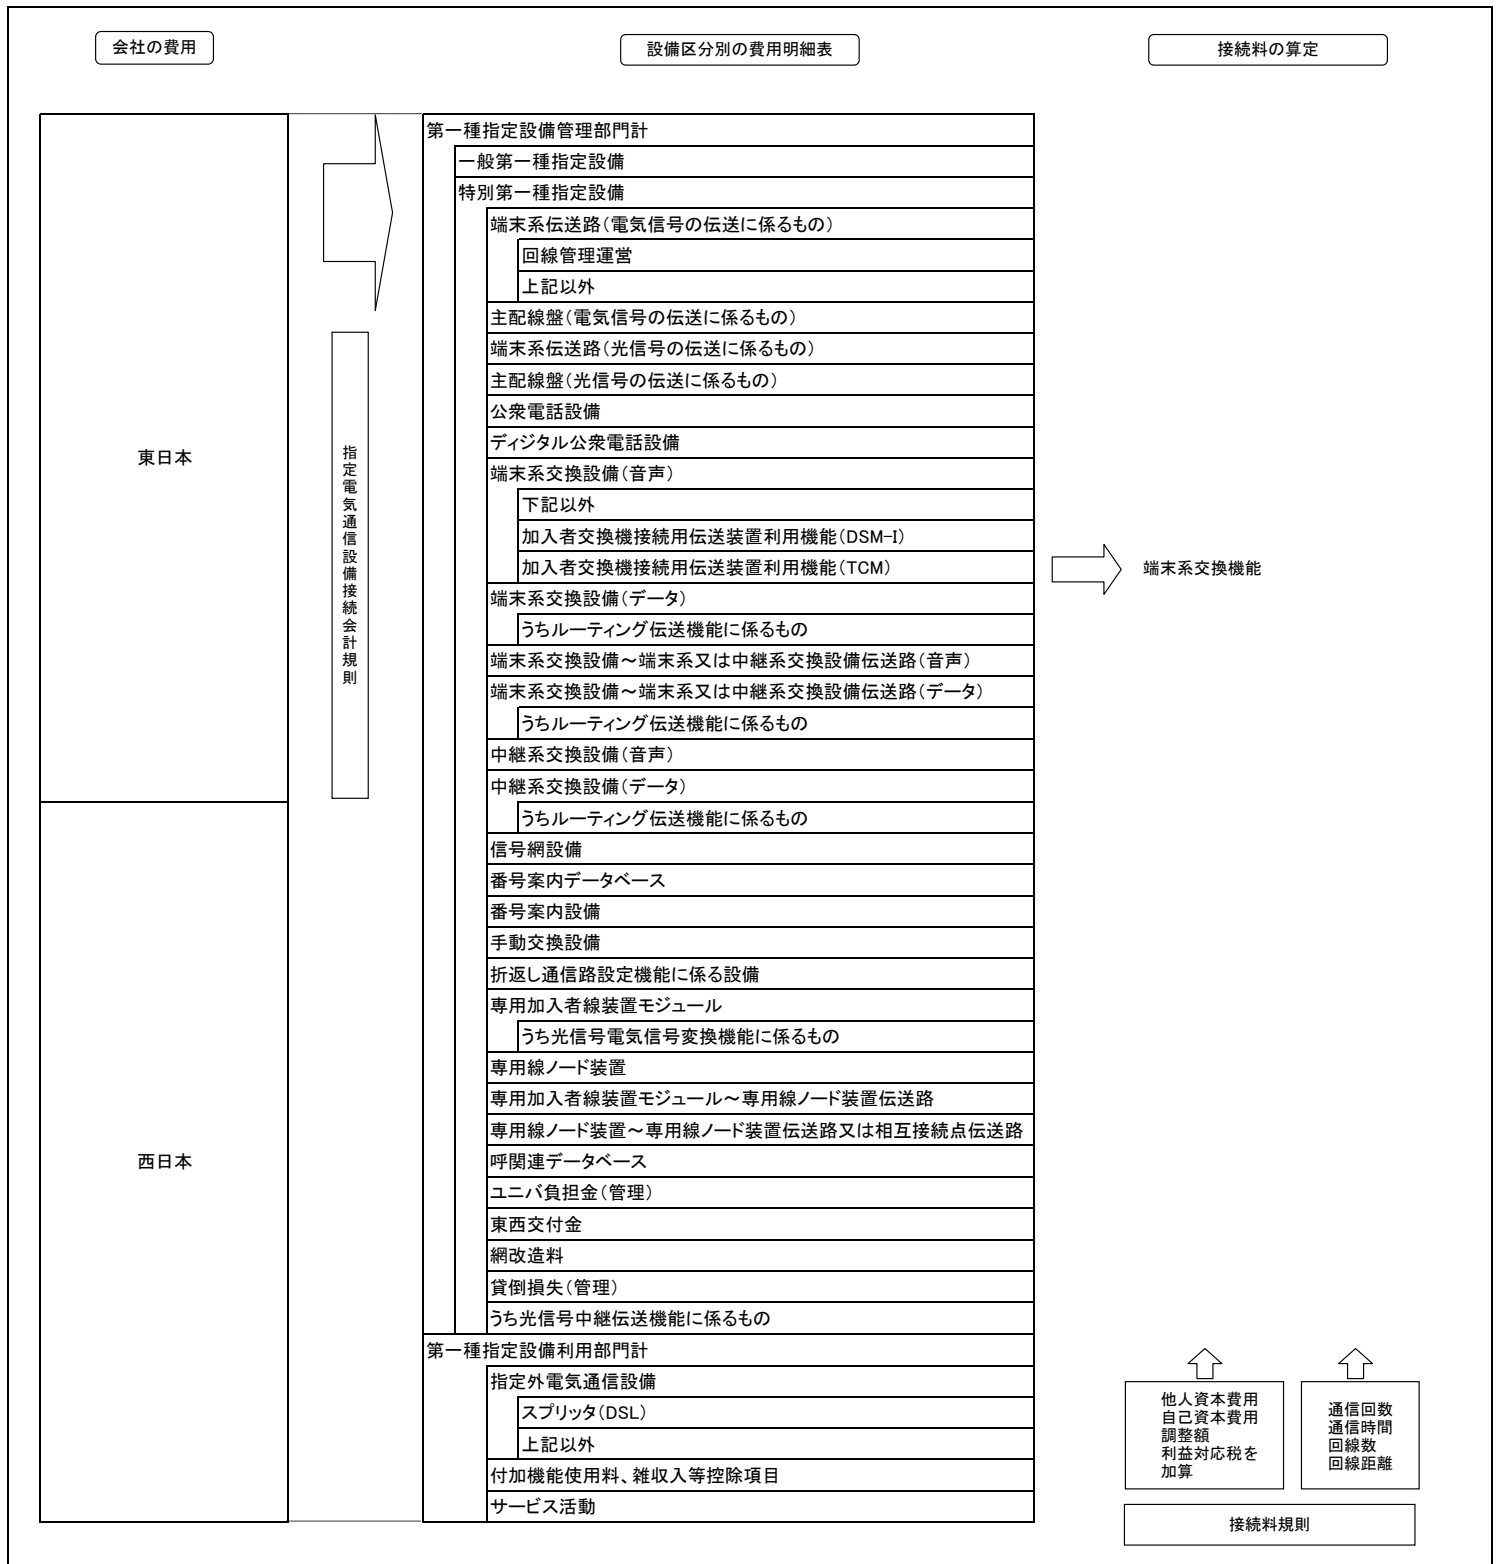 会社の費用
設備区分別の費用明細表
接続料の算定
東日本
西日本
指定電気通信設備接続会計規則
第一種指定設備管理部門計
一般第一種指定設備
特別第一種指定設備
端末系伝送路（電気信号の伝送に係るもの）
回線管理運営
上記以外
主配線盤（電気信号の伝送に係るもの）
端末系伝送路（光信号の伝送に係るもの）
主配線盤（光信号の伝送に係るもの）
公衆電話設備
ディジタル公衆電話設備
端末系交換設備（音声）
下記以外
加入者交換機接続用伝送装置利用機能（DSM-I）
加入者交換機接続用伝送装置利用機能（TCM）
端末系交換設備（データ）
うちルーティング伝送機能に係るもの
端末系交換設備～端末系又は中継系交換設備伝送路（音声）
端末系交換設備～端末系又は中継系交換設備伝送路（データ）
うちルーティング伝送機能に係るもの
中継系交換設備（音声）
中継系交換設備（データ）
うちルーティング伝送機能に係るもの
信号網設備
番号案内データベース
番号案内設備
手動交換設備
折返し通信路設定機能に係る設備
専用加入者線装置モジュール
うち光信号電気信号変換機能に係るもの
専用線ノード装置
専用加入者線装置モジュール～専用線ノード装置伝送路
専用線ノード装置～専用線ノード装置伝送路又は相互接続点伝送路
呼関連データベース
ユニバ負担金（管理）
東西交付金
網改造料
貸倒損失（管理）
うち光信号中継伝送機能に係るもの
第一種指定設備利用部門計
指定外電気通信設備
スプリッタ（DSL）
上記以外
付加機能使用料、雑収入等控除項目
サービス活動
端末系交換機能
他人資本費用
自己資本費用
調整額
利益対応税を
加算
通信回数
通信時間
回線数
回線距離
接続料規則